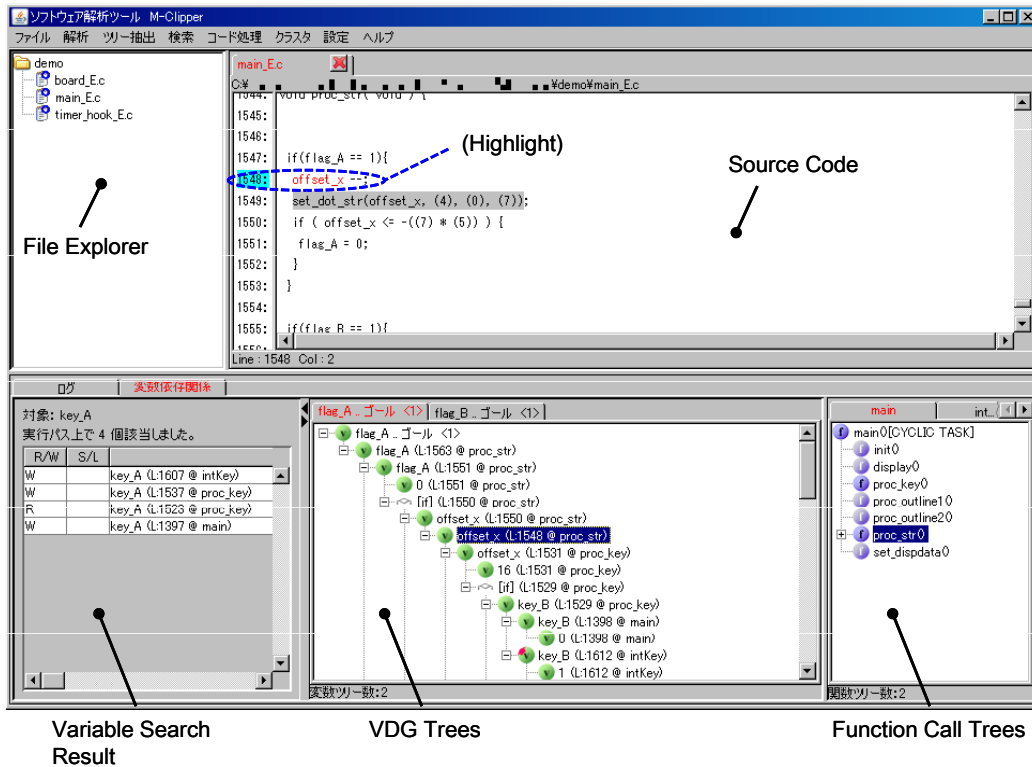 ソフトウェア解析ツール M-Clipper
ファイル 解析 ツリー抽出 検索 コード処理 クラスタ 設定 ヘルプ
demo
board_E.c
main_E.c
timer_hook_E.c
File Explorer
main_E.c
C:¥
¥demo¥main_E.c
1544: void proc_str( void ) {
1545:
1546:
1547: if(flag_A == 1){
1548: offset_x --;
1549: set_dot_str(offset_x, (4), (0), (7));
1550: if ( offset_x <= -((7) * (5)) ) {
1551: flag_A = 0;
1552: }
1553: }
1554:
1555: if(flag_B == 1){
1556:
(Highlight)
Source Code
Line : 1548 Col : 2
ログ
変数依存関係
対象: key_A
実行パス上で 4 個該当しました。
R/W S/L
W key_A (L:1607 @ intKey)
W key_A (L:1537 @ proc_key)
R key_A (L:1523 @ proc_key)
W key_A (L:1397 @ main)
flag_A .. ゴール <1>
flag_B .. ゴール <1>
flag_A .. ゴール <1>
flag_A (L:1563 @ proc_str)
flag_A (L:1551 @ proc_str)
0 (L:1551 @ proc_str)
[if] (L:1550 @ proc_str)
offset_x (L:1550 @ proc_str)
offset_x (L:1548 @ proc_str)
offset_x (L:1531 @ proc_key)
16 (L:1531 @ proc_key)
[if] (L:1529 @ proc_key)
key_B (L:1529 @ proc_key)
key_B (L:1398 @ main)
0 (L:1398 @ main)
key_B (L:1612 @ intKey)
1 (L:1612 @ intKey)
変数ツリー数:2
main
int...(
main()[CYCLIC TASK]
init()
display()
proc_key()
proc_outline1()
proc_outline2()
proc_str()
set_dispdata()
関数ツリー数:2
Variable Search
Result
VDG Trees
Function Call Trees